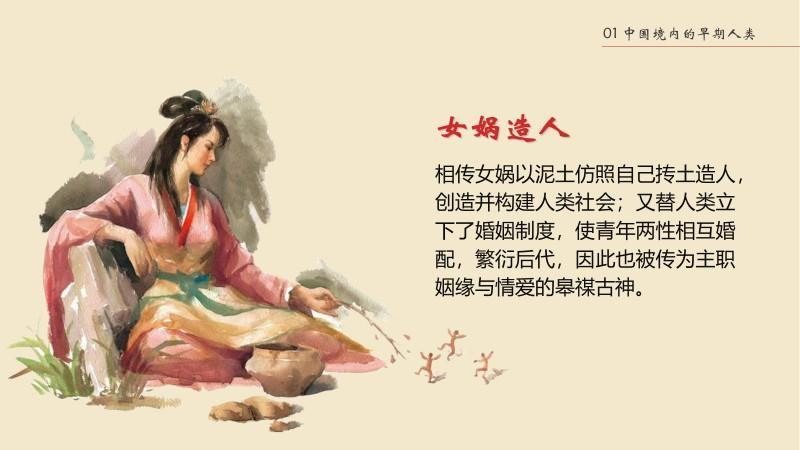 01 中国境内的早期人类
女娲造人
相传女娲以泥土仿照自己抟土造人，
创造并构建人类社会；又替人类立
下了婚姻制度，使青年两性相互婚
配，繁衍后代，因此也被传为主职
姻缘与情爱的皋禖古神。